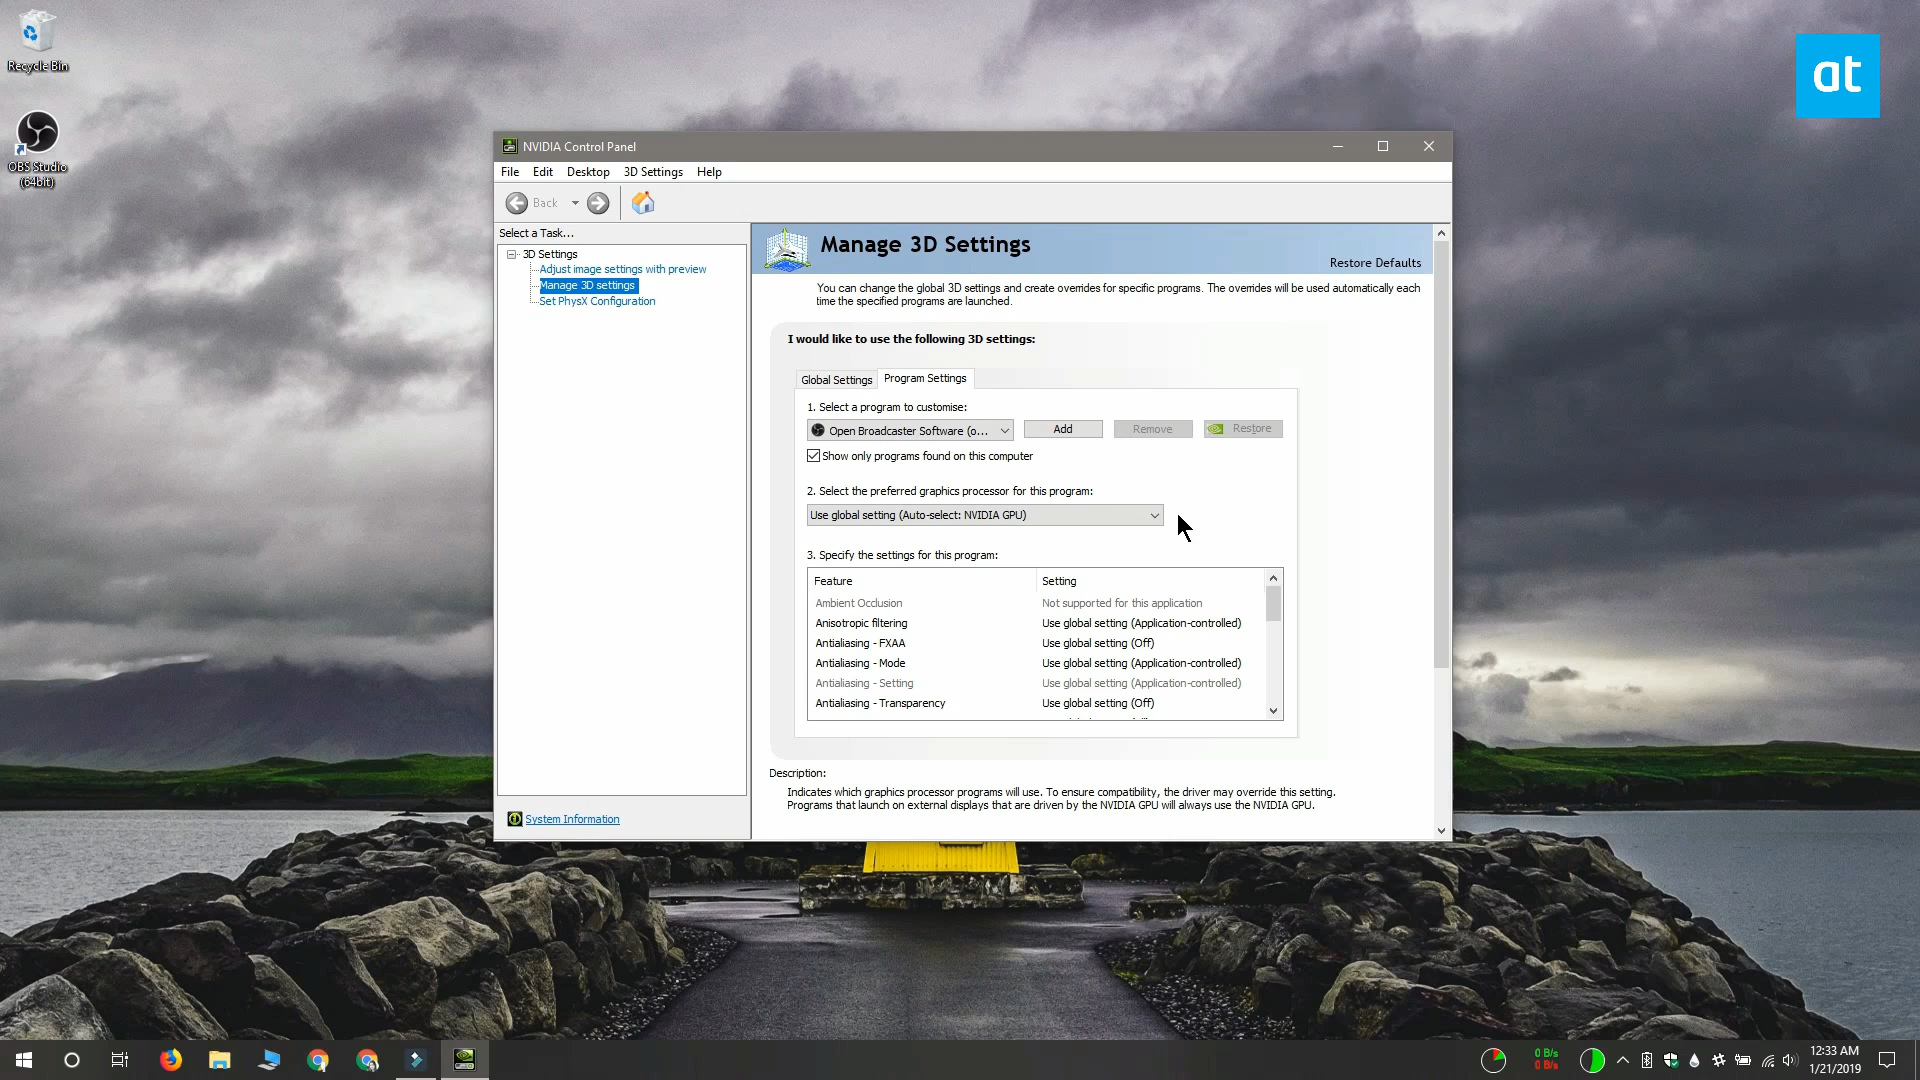 Recycle Bin
OBS Studio
(64bit)
at
NVIDIA Control Panel
File Edit Desktop 3D Settings Help
Back
Select a Task...
3D Settings
Adjust image settings with preview
Manage 3D settings
Set PhysX Configuration
System Information
Manage 3D Settings
Restore Defaults
You can change the global 3D settings and create overrides for specific programs. The overrides will be used automatically each
time the specified programs are launched.
I would like to use the following 3D settings:
Global Settings Program Settings
1. Select a program to customise:
Open Broadcaster Software (o... Add Remove Restore
Show only programs found on this computer
2. Select the preferred graphics processor for this program:
Use global setting (Auto-select: NVIDIA GPU)
3. Specify the settings for this program:
Feature Setting
Ambient Occlusion Not supported for this application
Anisotropic filtering Use global setting (Application-controlled)
Antialiasing - FXAA Use global setting (Off)
Antialiasing - Mode Use global setting (Application-controlled)
Antialiasing - Setting Use global setting (Application-controlled)
Antialiasing - Transparency Use global setting (Off)
Description:
Indicates which graphics processor programs will use. To ensure compatibility, the driver may override this setting.
Programs that launch on external displays that are driven by the NVIDIA GPU will always use the NVIDIA GPU.
0 B/s
0 B/s
12:33 AM
1/21/2019